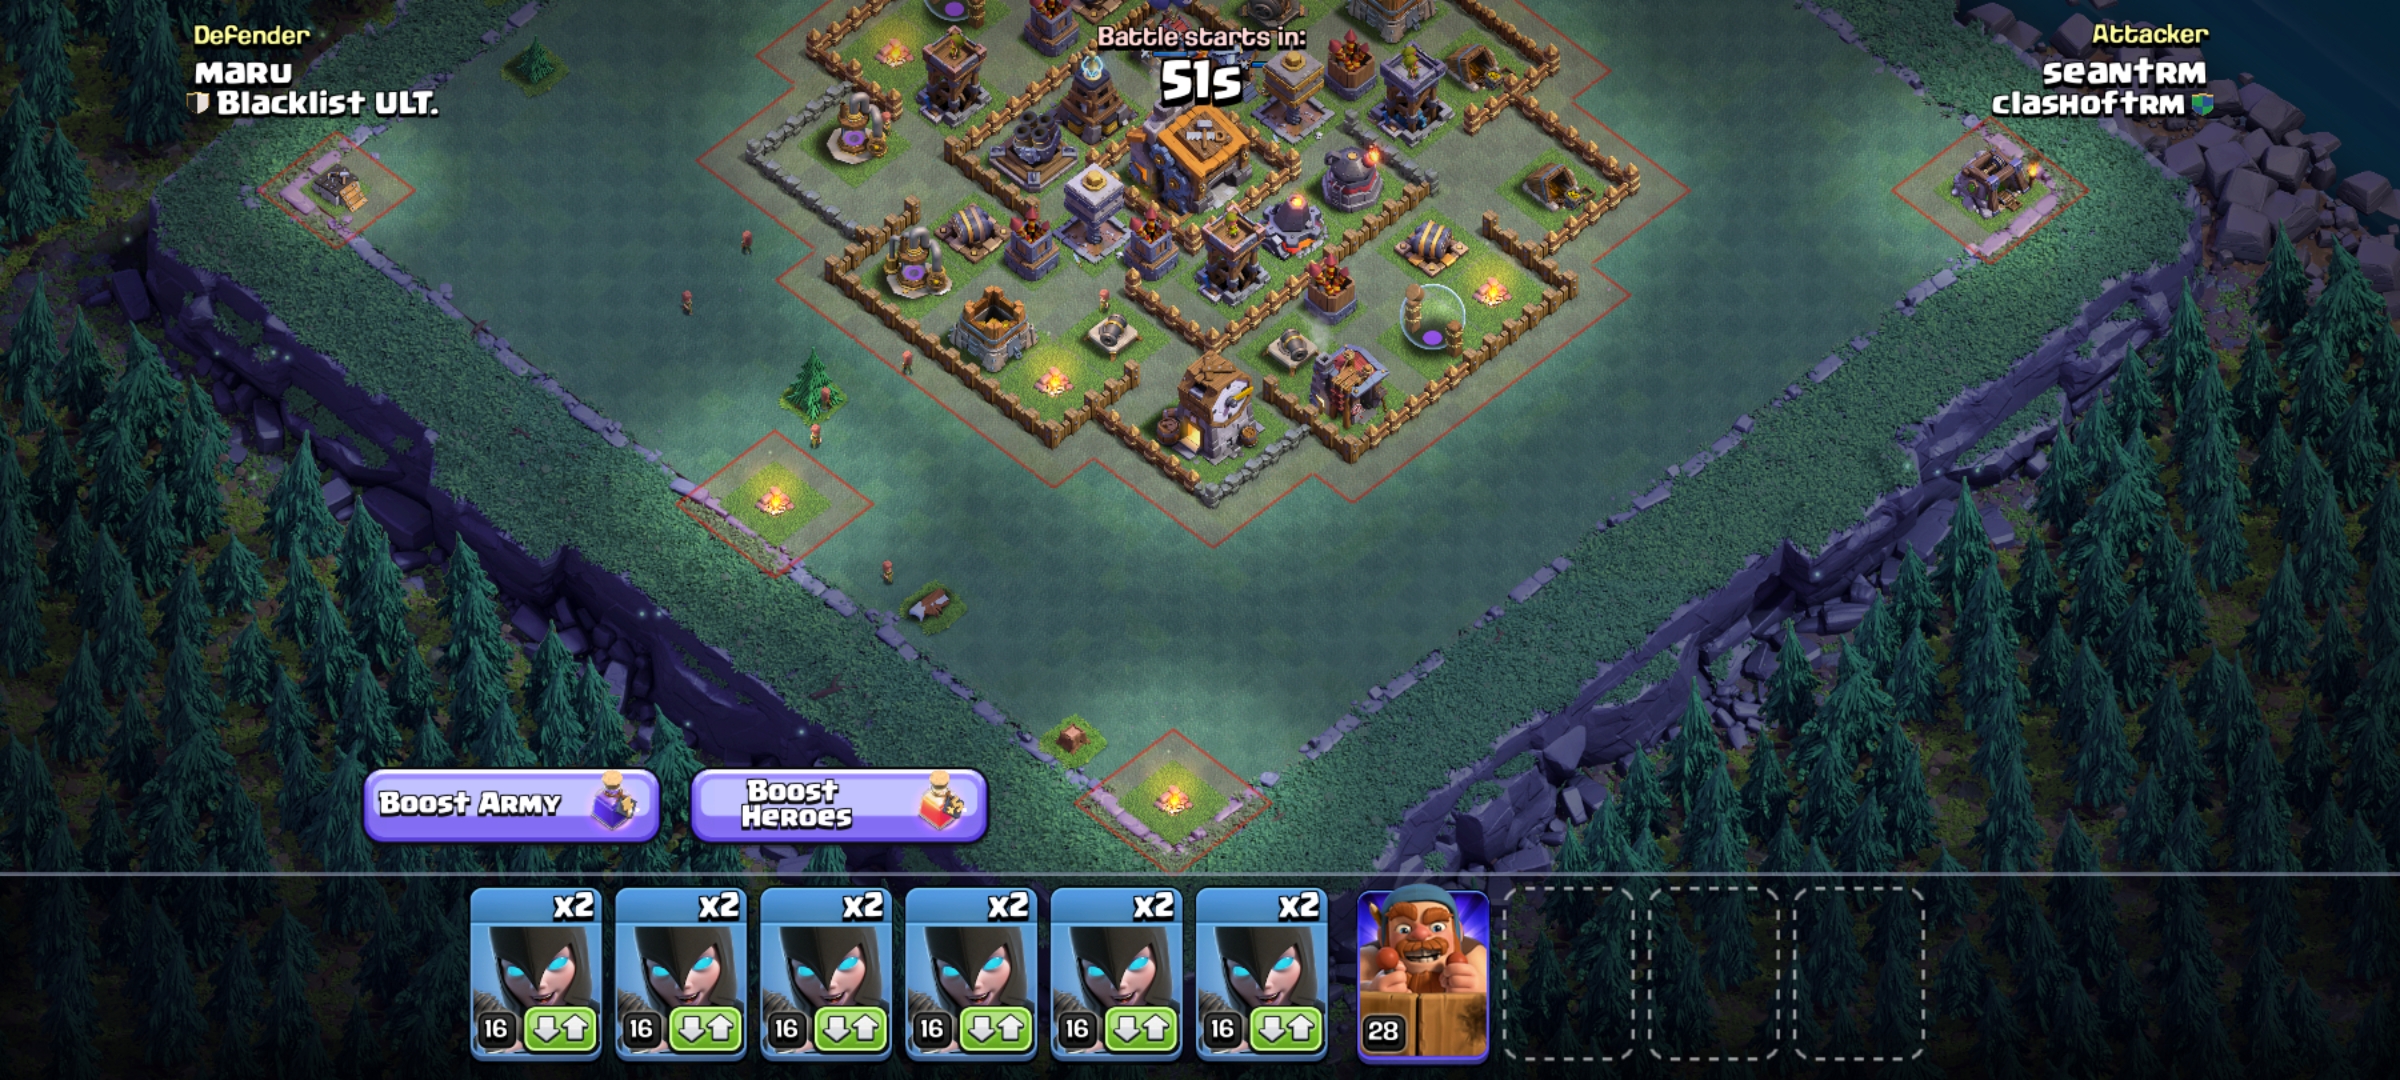 Defender
maru
Blacklist ULT.
Battle starts in:
51s
Attacker
seantrm
clashoftrm
Boost Army
Boost
Heroes
x2
x2
x2
x2
x2
x2
16
16
16
16
16
16
28